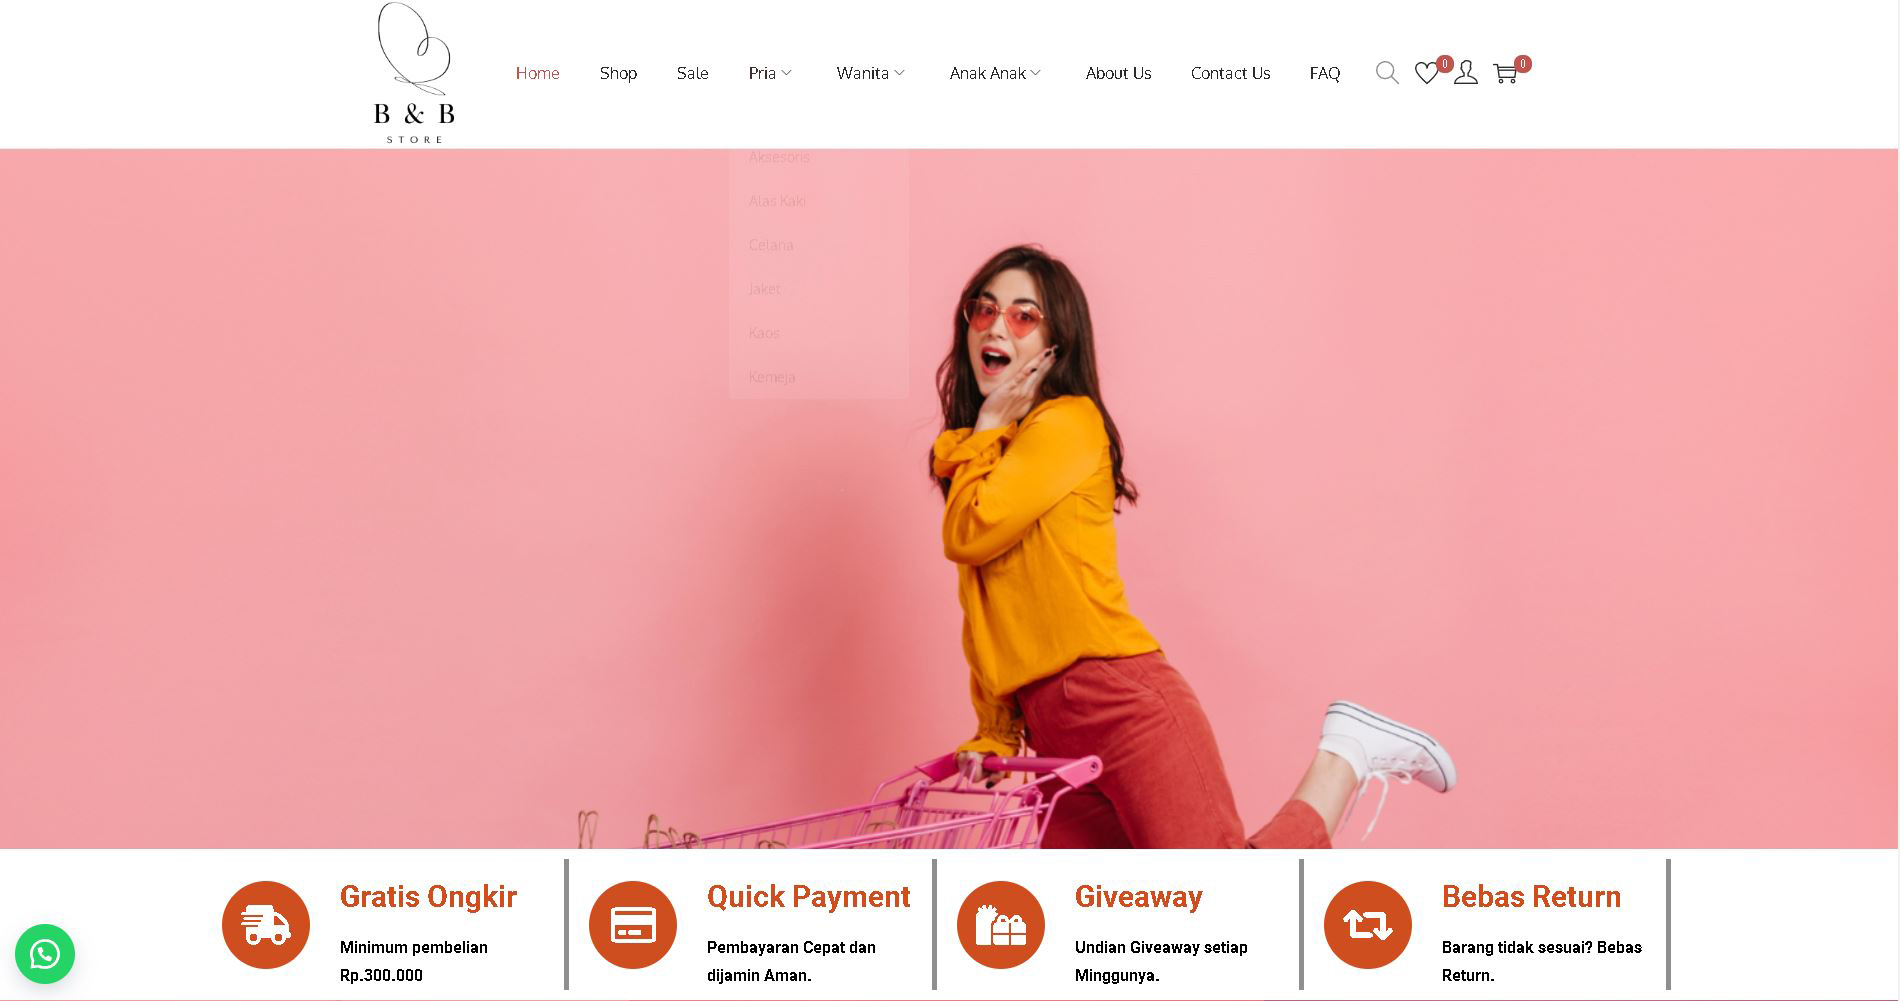 B & B
STORE
Home
Shop
Sale
Pria
Wanita
Anak Anak
About Us
Contact Us
FAQ
0
0
Aksesoris
Alas Kaki
Celana
Jaket
Kaos
Kemeja
Gratis Ongkir
Minimum pembelian
Rp.300.000
Quick Payment
Pembayaran Cepat dan
dijamin Aman.
Giveaway
Undian Giveaway setiap
Minggunya.
Bebas Return
Barang tidak sesuai? Bebas
Return.